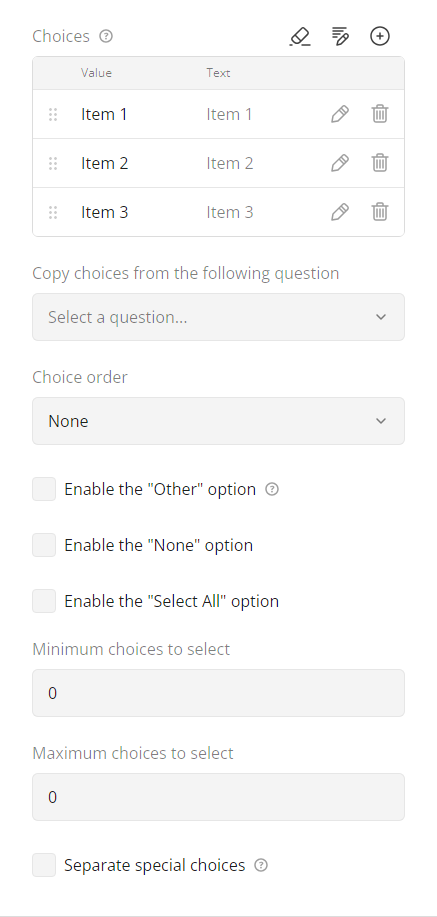 Choices
Value Text
Item 1 Item 1
Item 2 Item 2
Item 3 Item 3
Copy choices from the following question
Select a question...
Choice order
None
Enable the "Other" option
Enable the "None" option
Enable the "Select All" option
Minimum choices to select
0
Maximum choices to select
0
Separate special choices